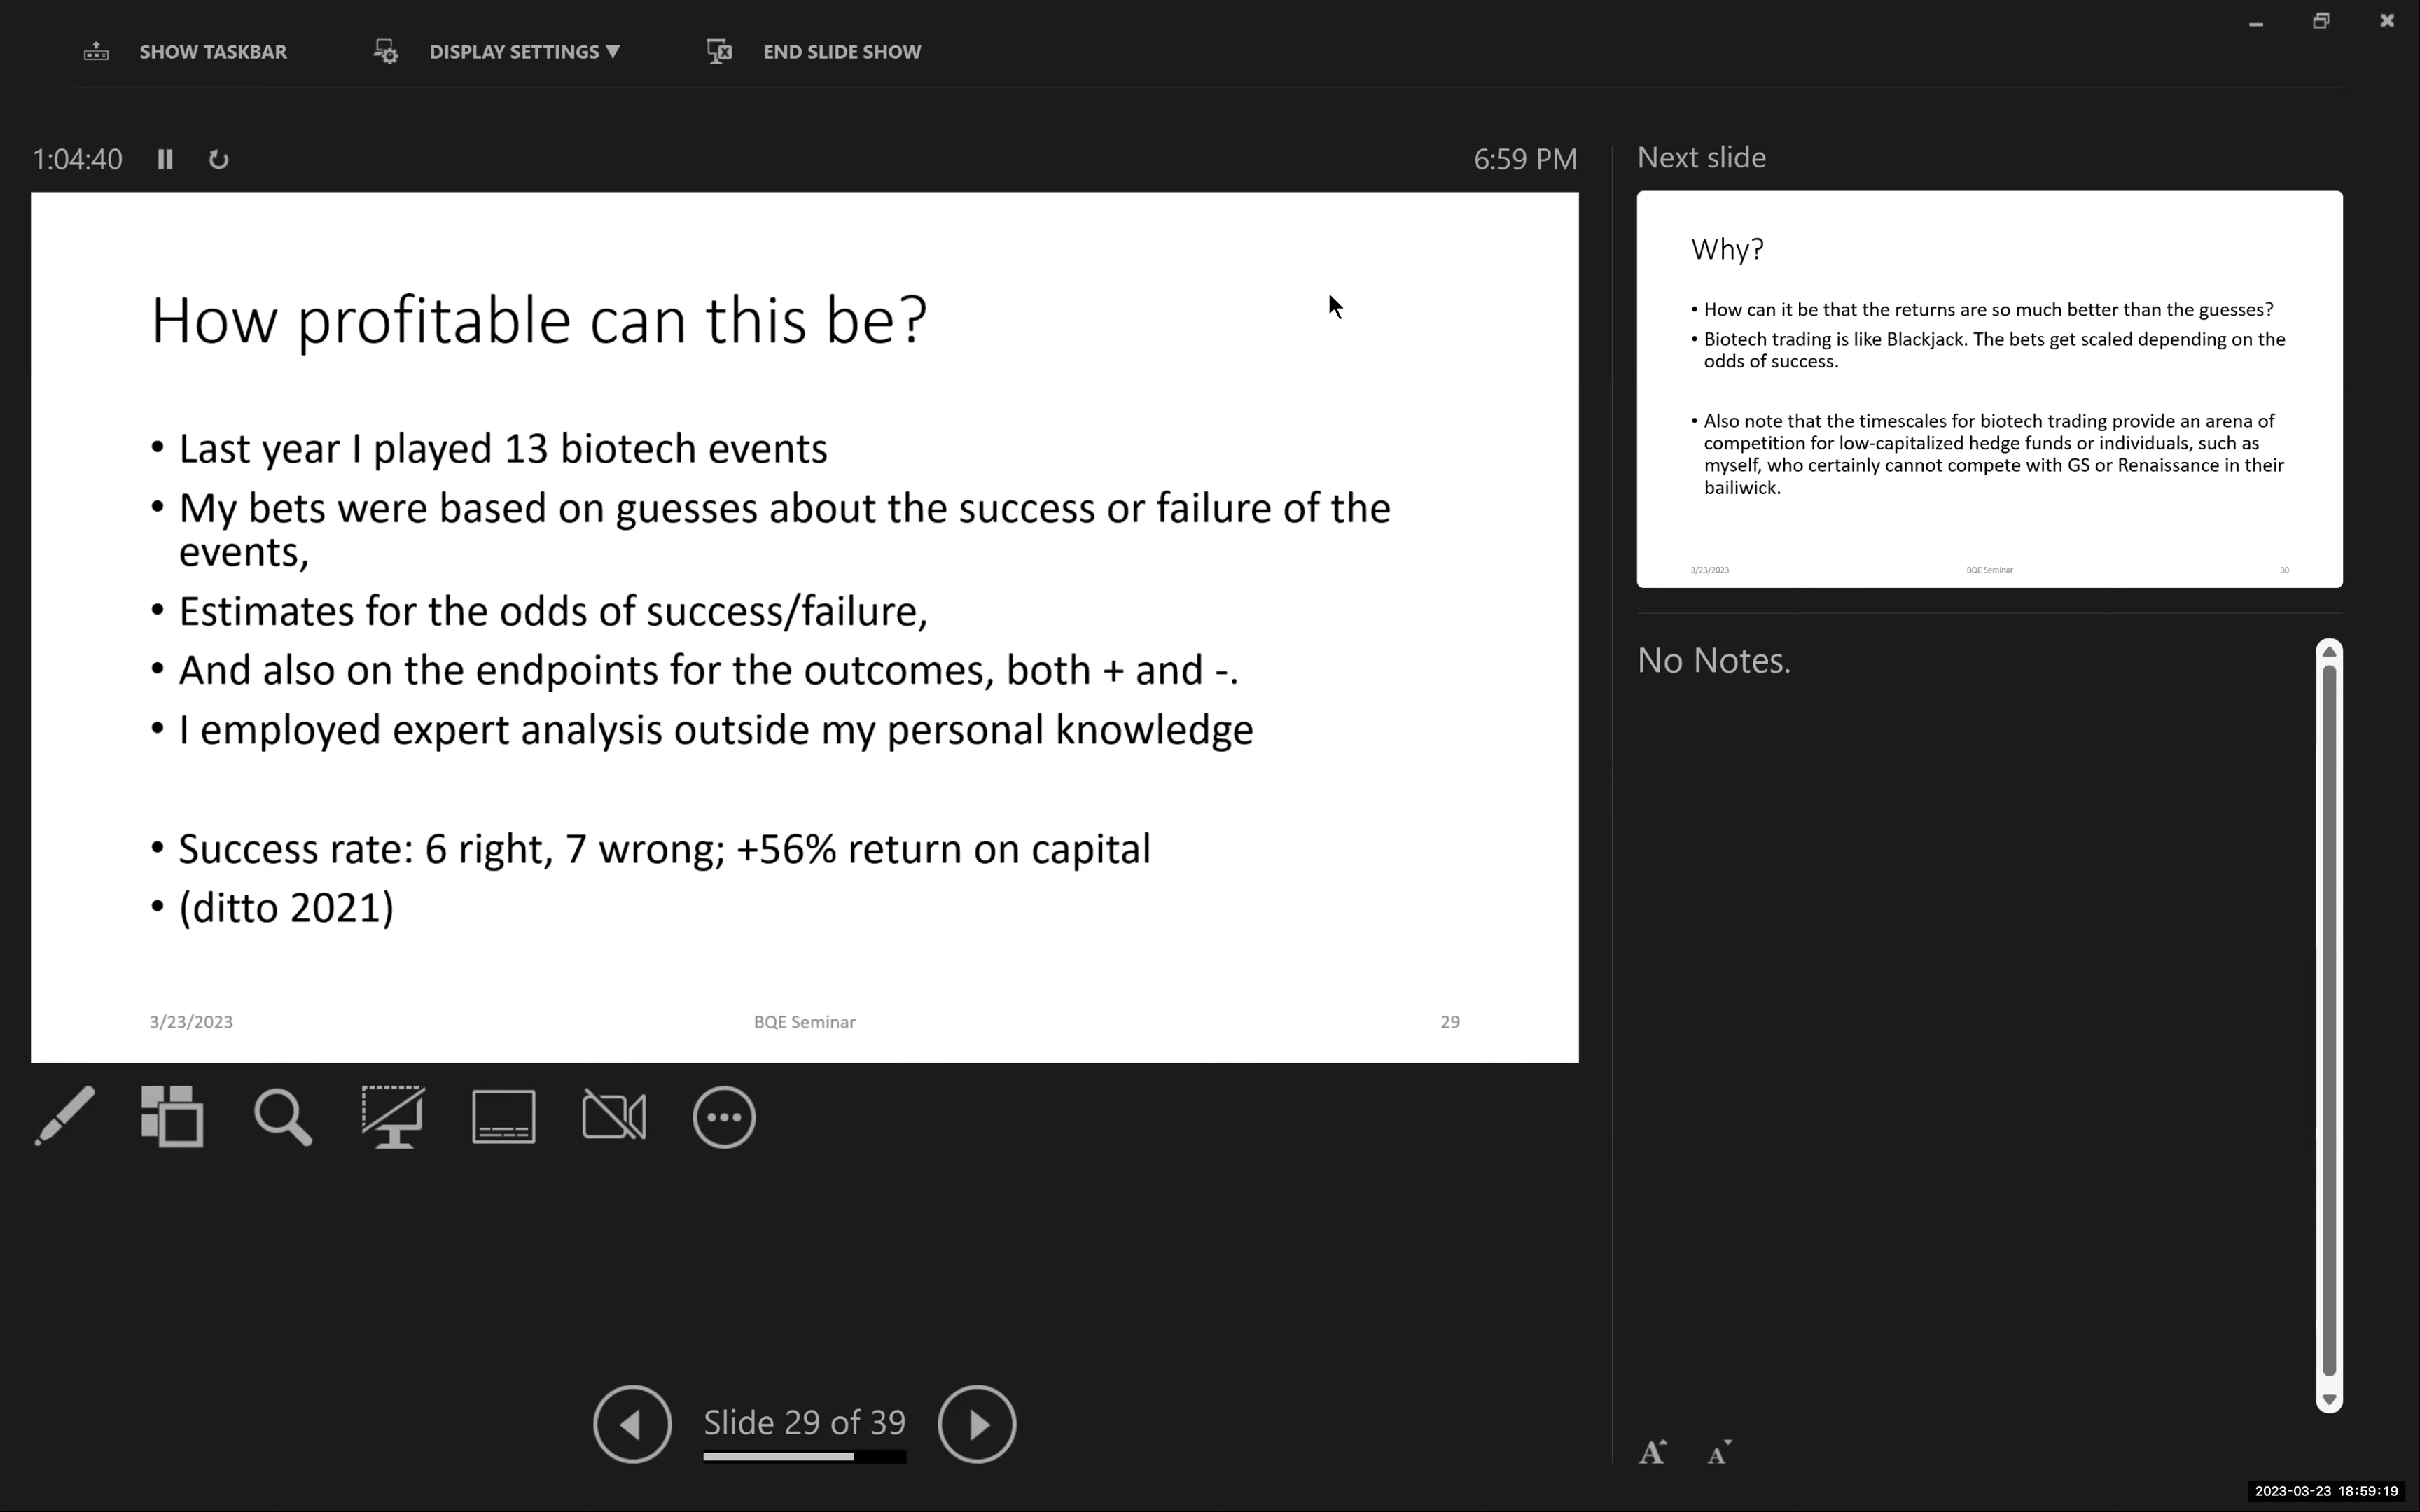 SHOW TASKBAR
DISPLAY SETTINGS ▼
END SLIDE SHOW
1:04:40
6:59 PM
How profitable can this be?
• Last year I played 13 biotech events
• My bets were based on guesses about the success or failure of the
events,
• Estimates for the odds of success/failure,
• And also on the endpoints for the outcomes, both + and -.
• I employed expert analysis outside my personal knowledge
• Success rate: 6 right, 7 wrong; +56% return on capital
• (ditto 2021)
3/23/2023
BQE Seminar
29
Slide 29 of 39
Next slide
Why?
• How can it be that the returns are so much better than the guesses?
• Biotech trading is like Blackjack. The bets get scaled depending on the
odds of success.
• Also note that the timescales for biotech trading provide an arena of
competition for low-capitalized hedge funds or individuals, such as
myself, who certainly cannot compete with GS or Renaissance in their
bailiwick.
3/23/2023
BQE Seminar
30
No Notes.
A A
2023-03-23 18:59:19